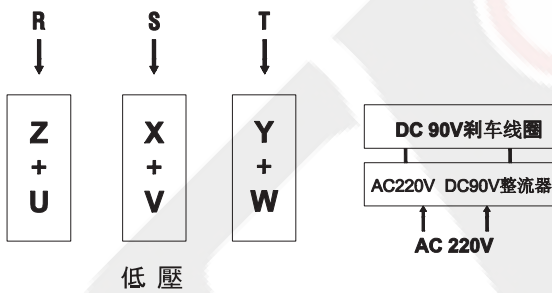 R S T
Z + U
X + V
Y + W
低 壓
DC 90V刹车线圈
AC220V DC90V整流器
AC 220V